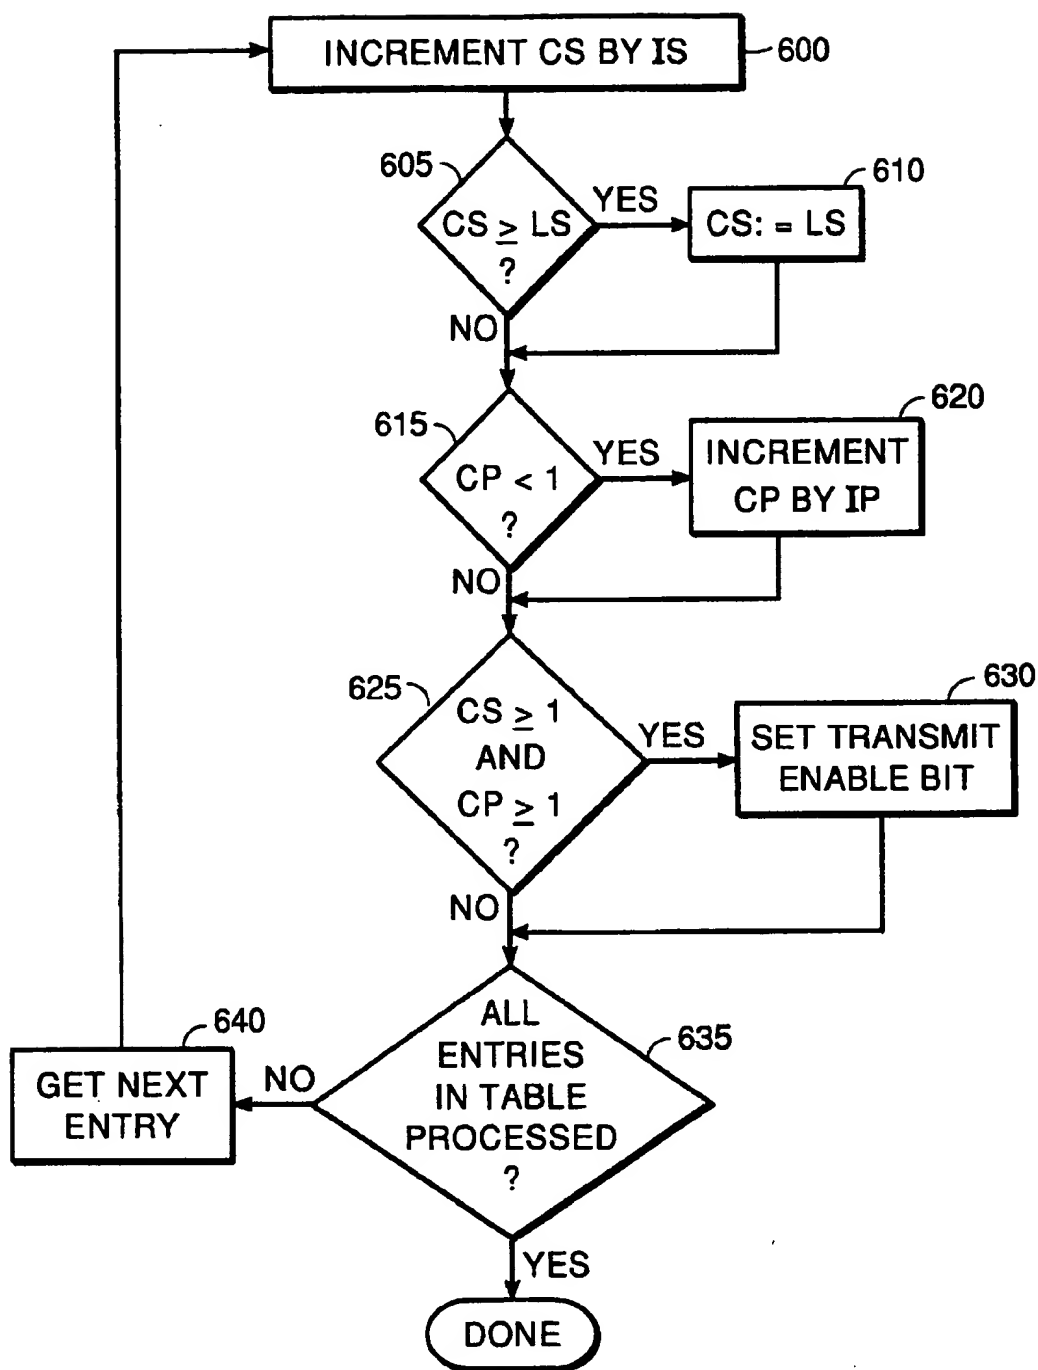 INCREMENT CS BY IS
600
605
CS ≥ LS
?
YES
610
CS: = LS
NO
615
CP < 1
?
YES
620
INCREMENT
CP BY IP
NO
625
CS ≥ 1
AND
CP ≥ 1
?
YES
630
SET TRANSMIT
ENABLE BIT
NO
635
ALL
ENTRIES
IN TABLE
PROCESSED
?
NO
640
GET NEXT
ENTRY
YES
DONE